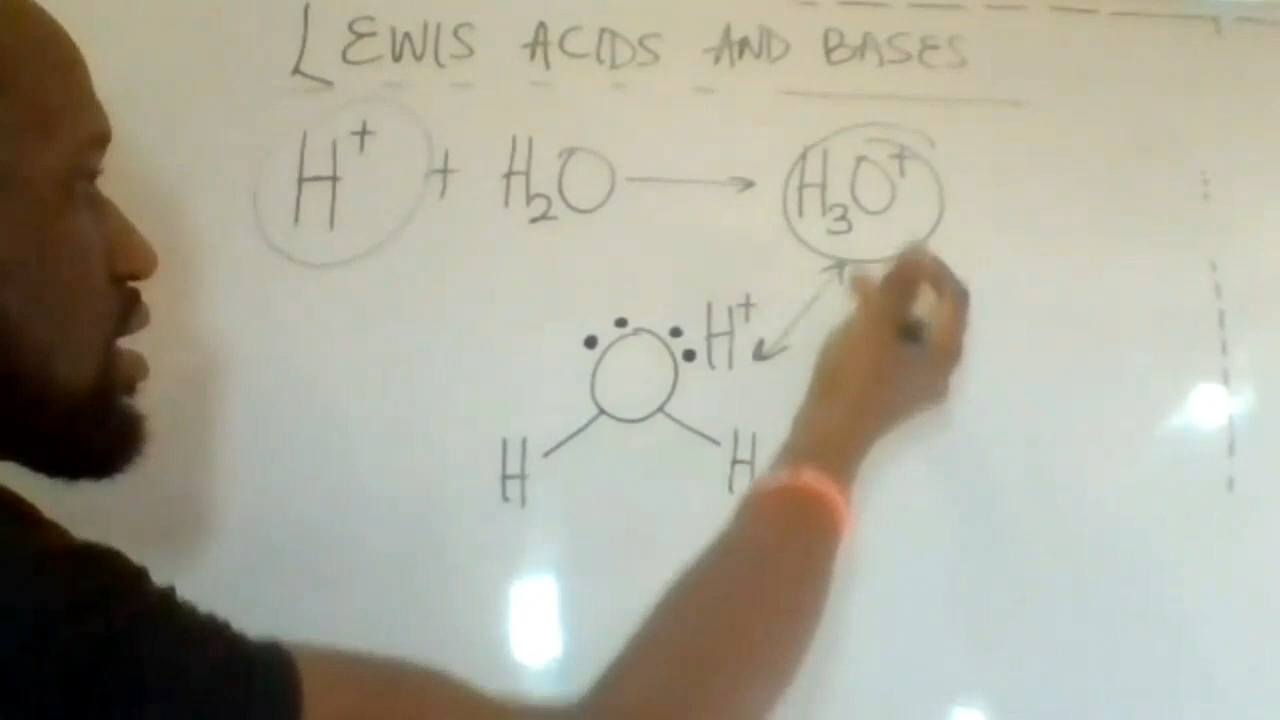 LEWIS ACIDS AND BASES
H⁺ + H₂O → H₃O⁺
H⁺
H H